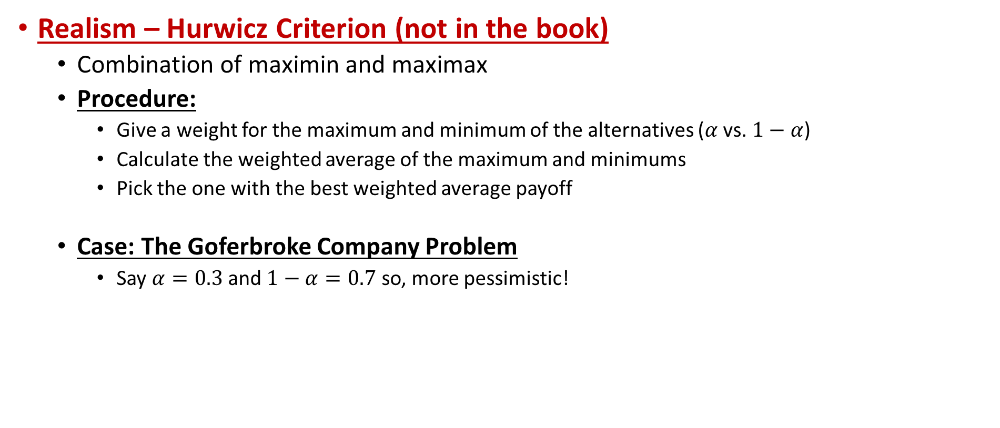 • Realism – Hurwicz Criterion (not in the book)
• Combination of maximin and maximax
• Procedure:
• Give a weight for the maximum and minimum of the alternatives (α vs. 1 − α)
• Calculate the weighted average of the maximum and minimums
• Pick the one with the best weighted average payoff
• Case: The Goferbroke Company Problem
• Say α = 0.3 and 1 − α = 0.7 so, more pessimistic!